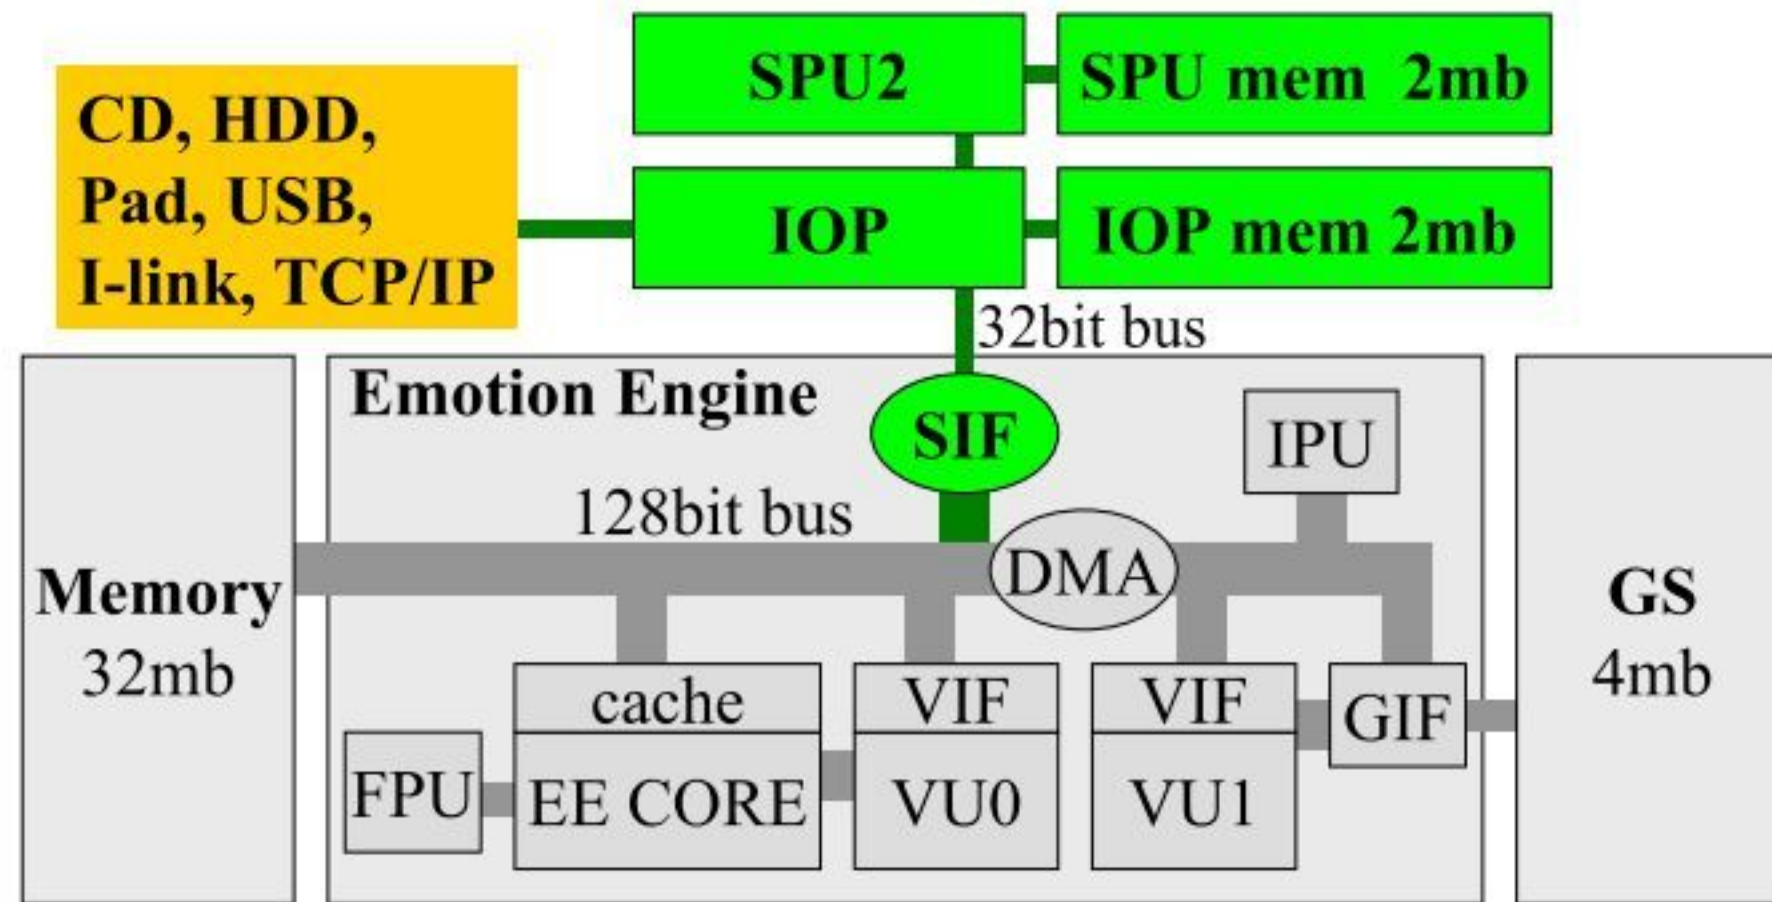 SPU2
SPU mem 2mb
CD, HDD,
Pad, USB,
I-link, TCP/IP
IOP
IOP mem 2mb
32bit bus
Emotion Engine
SIF
IPU
128bit bus
DMA
Memory
32mb
GS
4mb
cache
VIF
VIF
GIF
FPU
EE CORE
VU0
VU1